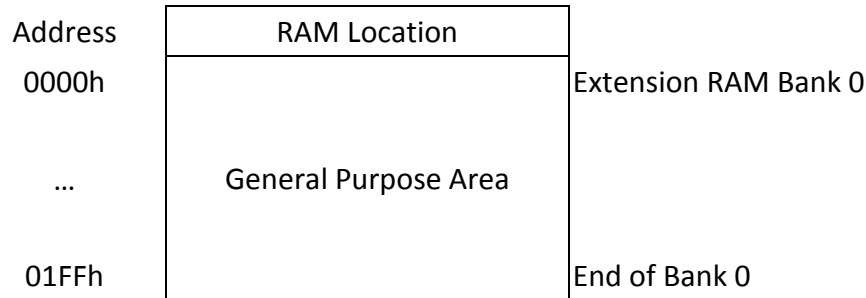 Address RAM Location
0000h Extension RAM Bank 0
… General Purpose Area
01FFh End of Bank 0